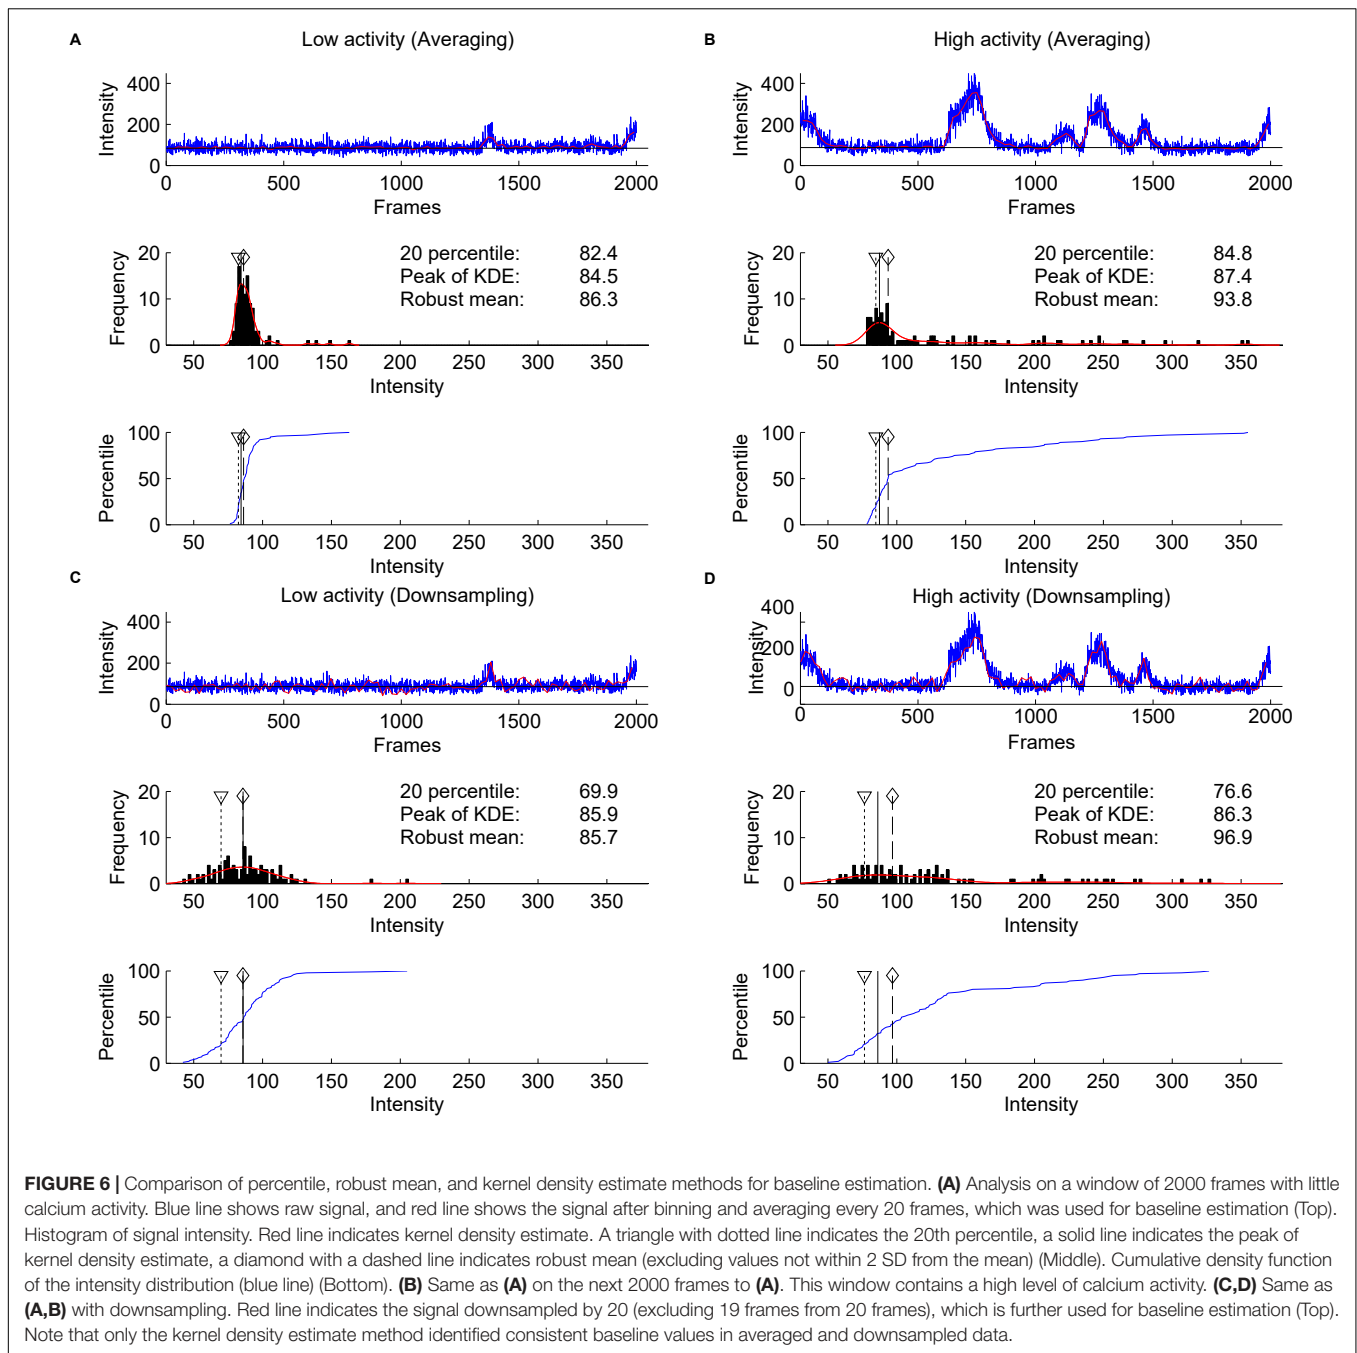 A
Low activity (Averaging)
Intensity
400
200
0
0 500 1000 1500 2000
Frames
Frequency
20
10
0
20 percentile: 82.4
Peak of KDE: 84.5
Robust mean: 86.3
50 100 150 200 250 300 350
Intensity
Percentile
100
50
0
50 100 150 200 250 300 350
Intensity
B
High activity (Averaging)
Intensity
400
200
0
0 500 1000 1500 2000
Frames
Frequency
20
10
0
20 percentile: 84.8
Peak of KDE: 87.4
Robust mean: 93.8
50 100 150 200 250 300 350
Intensity
Percentile
100
50
0
50 100 150 200 250 300 350
Intensity
C
Low activity (Downsampling)
Intensity
400
200
0
0 500 1000 1500 2000
Frames
Frequency
20
10
0
20 percentile: 69.9
Peak of KDE: 85.9
Robust mean: 85.7
50 100 150 200 250 300 350
Intensity
Percentile
100
50
0
50 100 150 200 250 300 350
Intensity
D
High activity (Downsampling)
Intensity
400
200
0
0 500 1000 1500 2000
Frames
Frequency
20
10
0
20 percentile: 76.6
Peak of KDE: 86.3
Robust mean: 96.9
50 100 150 200 250 300 350
Intensity
Percentile
100
50
0
50 100 150 200 250 300 350
Intensity
FIGURE 6 | Comparison of percentile, robust mean, and kernel density estimate methods for baseline estimation. (A) Analysis on a window of 2000 frames with little
calcium activity. Blue line shows raw signal, and red line shows the signal after binning and averaging every 20 frames, which was used for baseline estimation (Top).
Histogram of signal intensity. Red line indicates kernel density estimate. A triangle with dotted line indicates the 20th percentile, a solid line indicates the peak of
kernel density estimate, a diamond with a dashed line indicates robust mean (excluding values not within 2 SD from the mean) (Middle). Cumulative density function
of the intensity distribution (blue line) (Bottom). (B) Same as (A) on the next 2000 frames to (A). This window contains a high level of calcium activity. (C,D) Same as
(A,B) with downsampling. Red line indicates the signal downsampled by 20 (excluding 19 frames from 20 frames), which is further used for baseline estimation (Top).
Note that only the kernel density estimate method identified consistent baseline values in averaged and downsampled data.